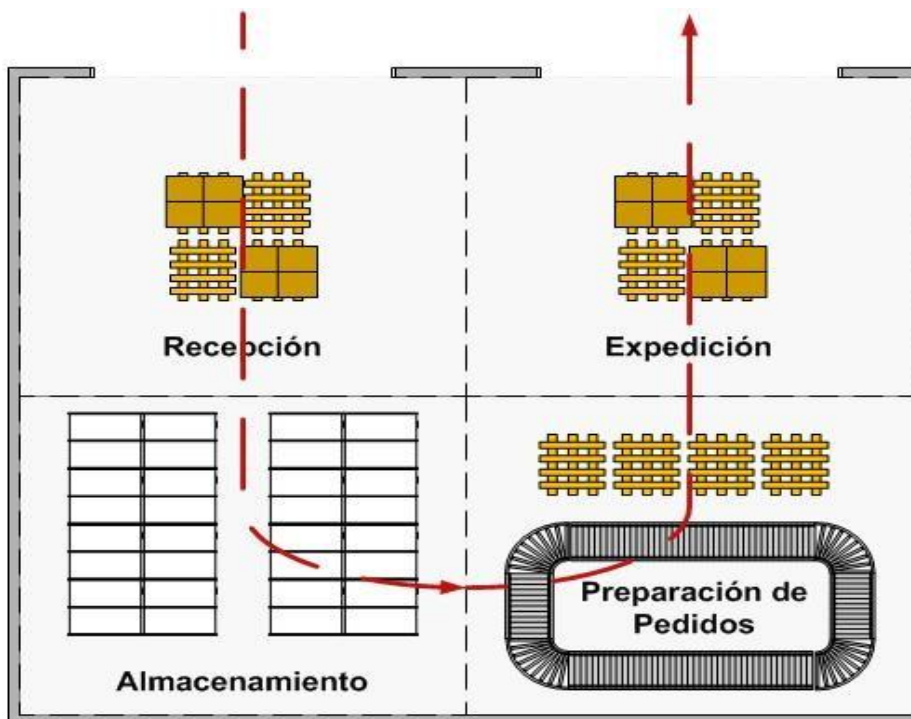 Recepción
Expedición
Almacenamiento
Preparación de
Pedidos